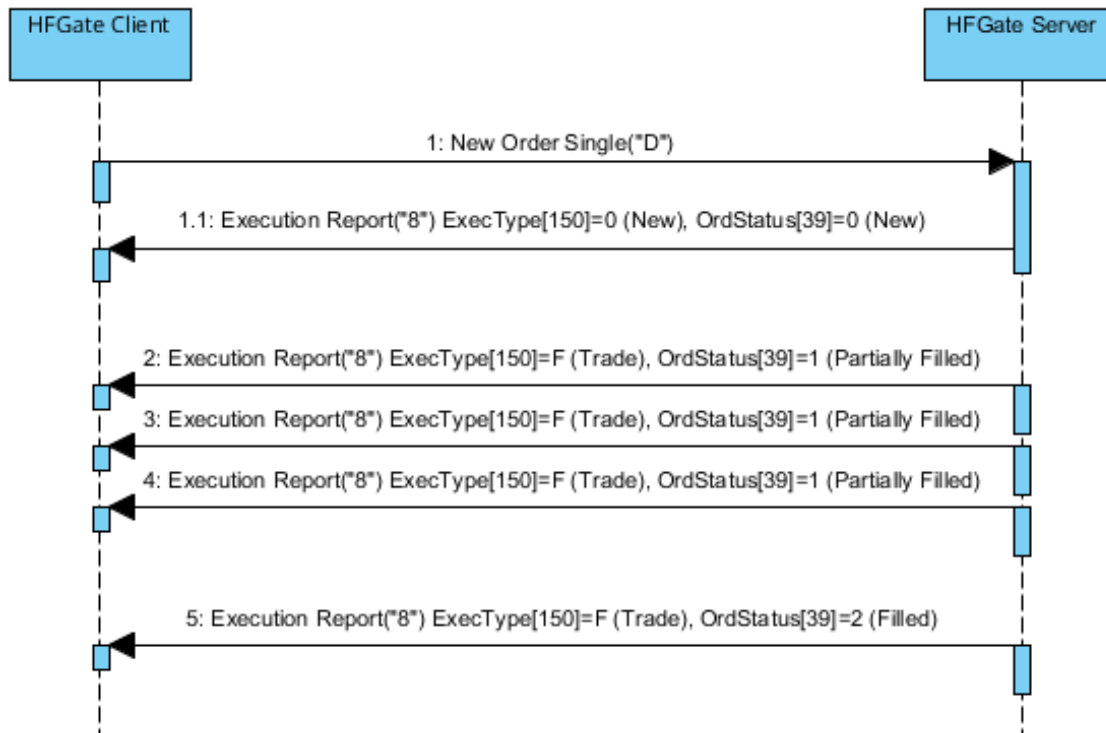 HFGate Client
HFGate Server
1: New Order Single("D")
1.1: Execution Report("8") ExecType[150]=0 (New), OrdStatus[39]=0 (New)
2: Execution Report("8") ExecType[150]=F (Trade), OrdStatus[39]=1 (Partially Filled)
3: Execution Report("8") ExecType[150]=F (Trade), OrdStatus[39]=1 (Partially Filled)
4: Execution Report("8") ExecType[150]=F (Trade), OrdStatus[39]=1 (Partially Filled)
5: Execution Report("8") ExecType[150]=F (Trade), OrdStatus[39]=2 (Filled)